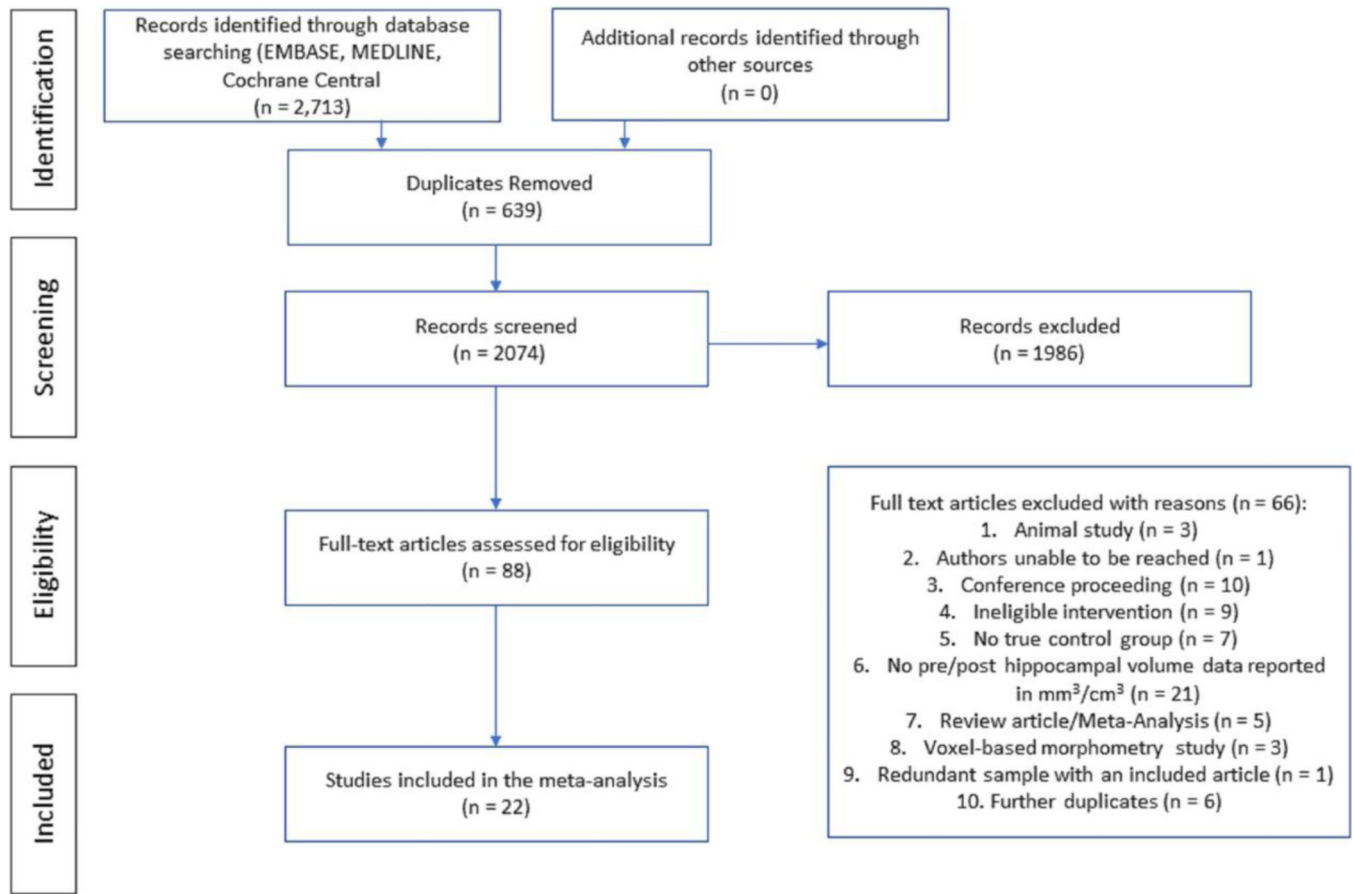 Identification
Records identified through database
searching (EMBASE, MEDLINE,
Cochrane Central
(n = 2,713)
Additional records identified through
other sources
(n = 0)
Duplicates Removed
(n = 639)
Screening
Records screened
(n = 2074)
Records excluded
(n = 1986)
Eligibility
Full-text articles assessed for eligibility
(n = 88)
Full text articles excluded with reasons (n = 66):
1. Animal study (n = 3)
2. Authors unable to be reached (n = 1)
3. Conference proceeding (n = 10)
4. Ineligible intervention (n = 9)
5. No true control group (n = 7)
6. No pre/post hippocampal volume data reported
in mm³/cm³ (n = 21)
7. Review article/Meta-Analysis (n = 5)
8. Voxel-based morphometry study (n = 3)
9. Redundant sample with an included article (n = 1)
10. Further duplicates (n = 6)
Included
Studies included in the meta-analysis
(n = 22)